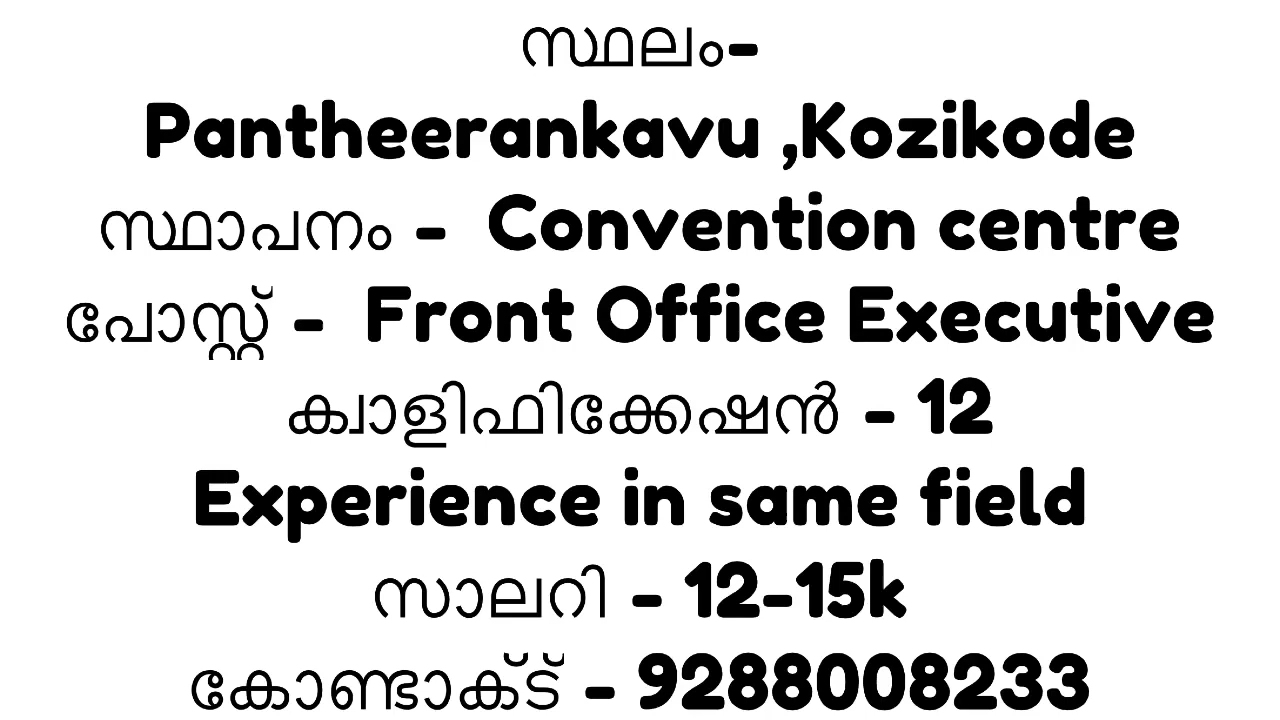 സ്ഥലം-
Pantheerankavu ,Kozikode
സ്ഥാപനം - Convention centre
പോസ്റ്റ് - Front Office Executive
ക്വാളിഫിക്കേഷൻ - 12
Experience in same field
സാലറി - 12-15k
കോണ്ടാക്ട് - 9288008233